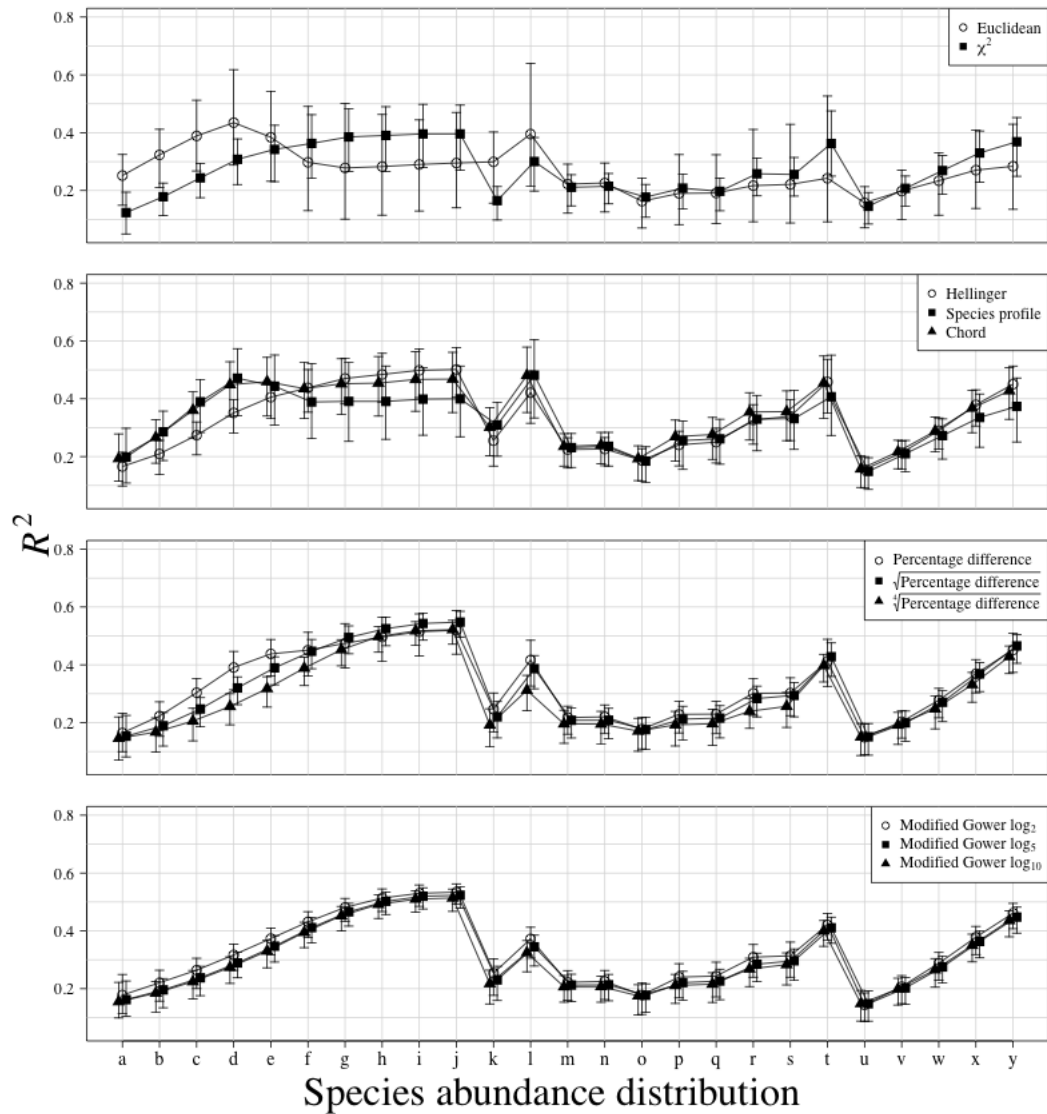 0.8
0.6
0.4
0.2
Euclidean
χ²
0.8
0.6
0.4
0.2
Hellinger
Species profile
Chord
0.8
0.6
0.4
0.2
Percentage difference
√Percentage difference
∜Percentage difference
0.8
0.6
0.4
0.2
Modified Gower log₂
Modified Gower log₅
Modified Gower log₁₀
R²
a b c d e f g h i j k l m n o p q r s t u v w x y
Species abundance distribution